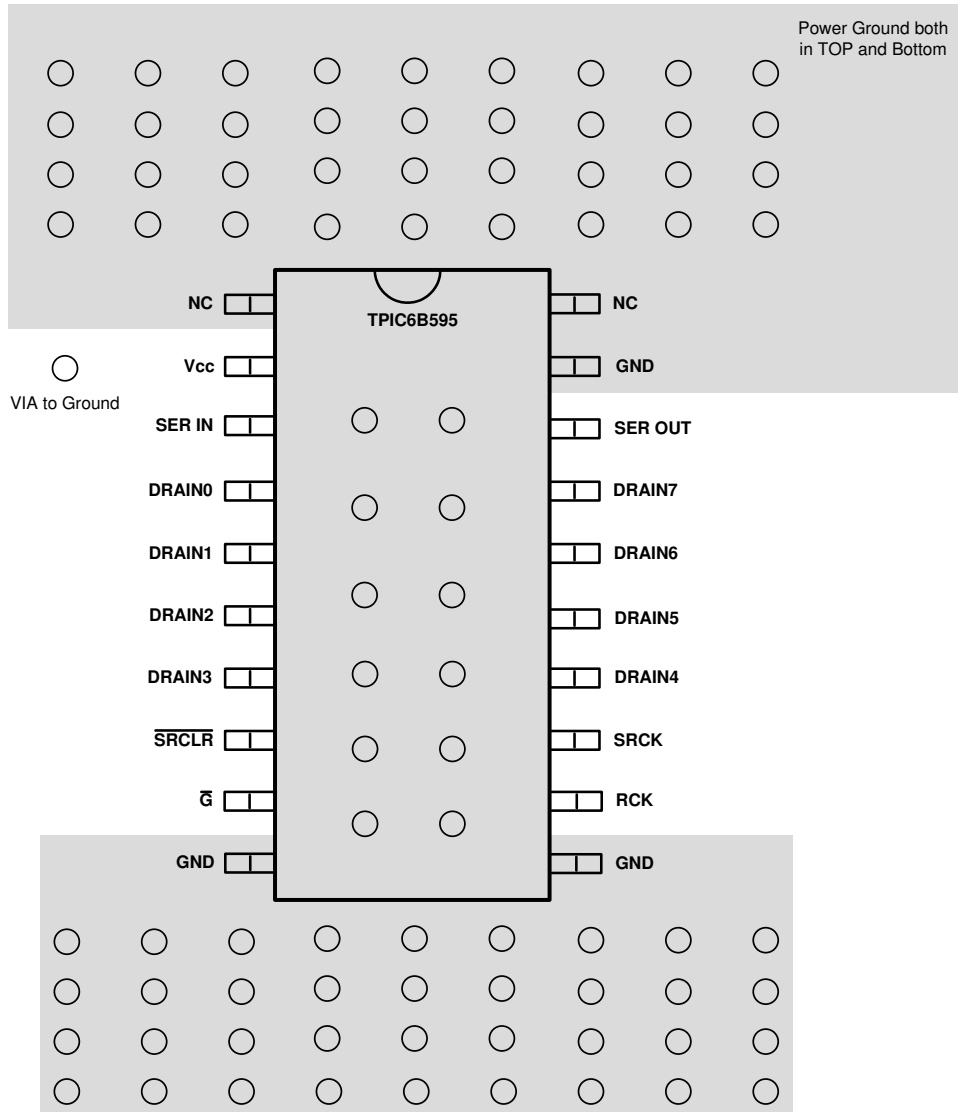 Power Ground both
in TOP and Bottom
NC
TPIC6B595
NC
Vcc
GND
VIA to Ground
SER IN
SER OUT
DRAIN0
DRAIN7
DRAIN1
DRAIN6
DRAIN2
DRAIN5
DRAIN3
DRAIN4
S̅R̅C̅L̅R̅
SRCK
G̅
RCK
GND
GND